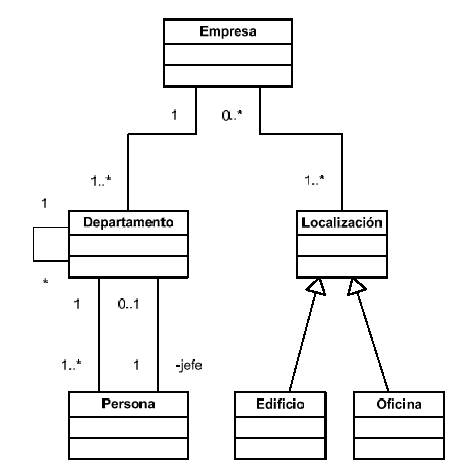 Empresa
1 0..*
1..* 1..*
1
Departamento Localización
*
1 0..1
1..* 1 -jefe
Persona Edificio Oficina